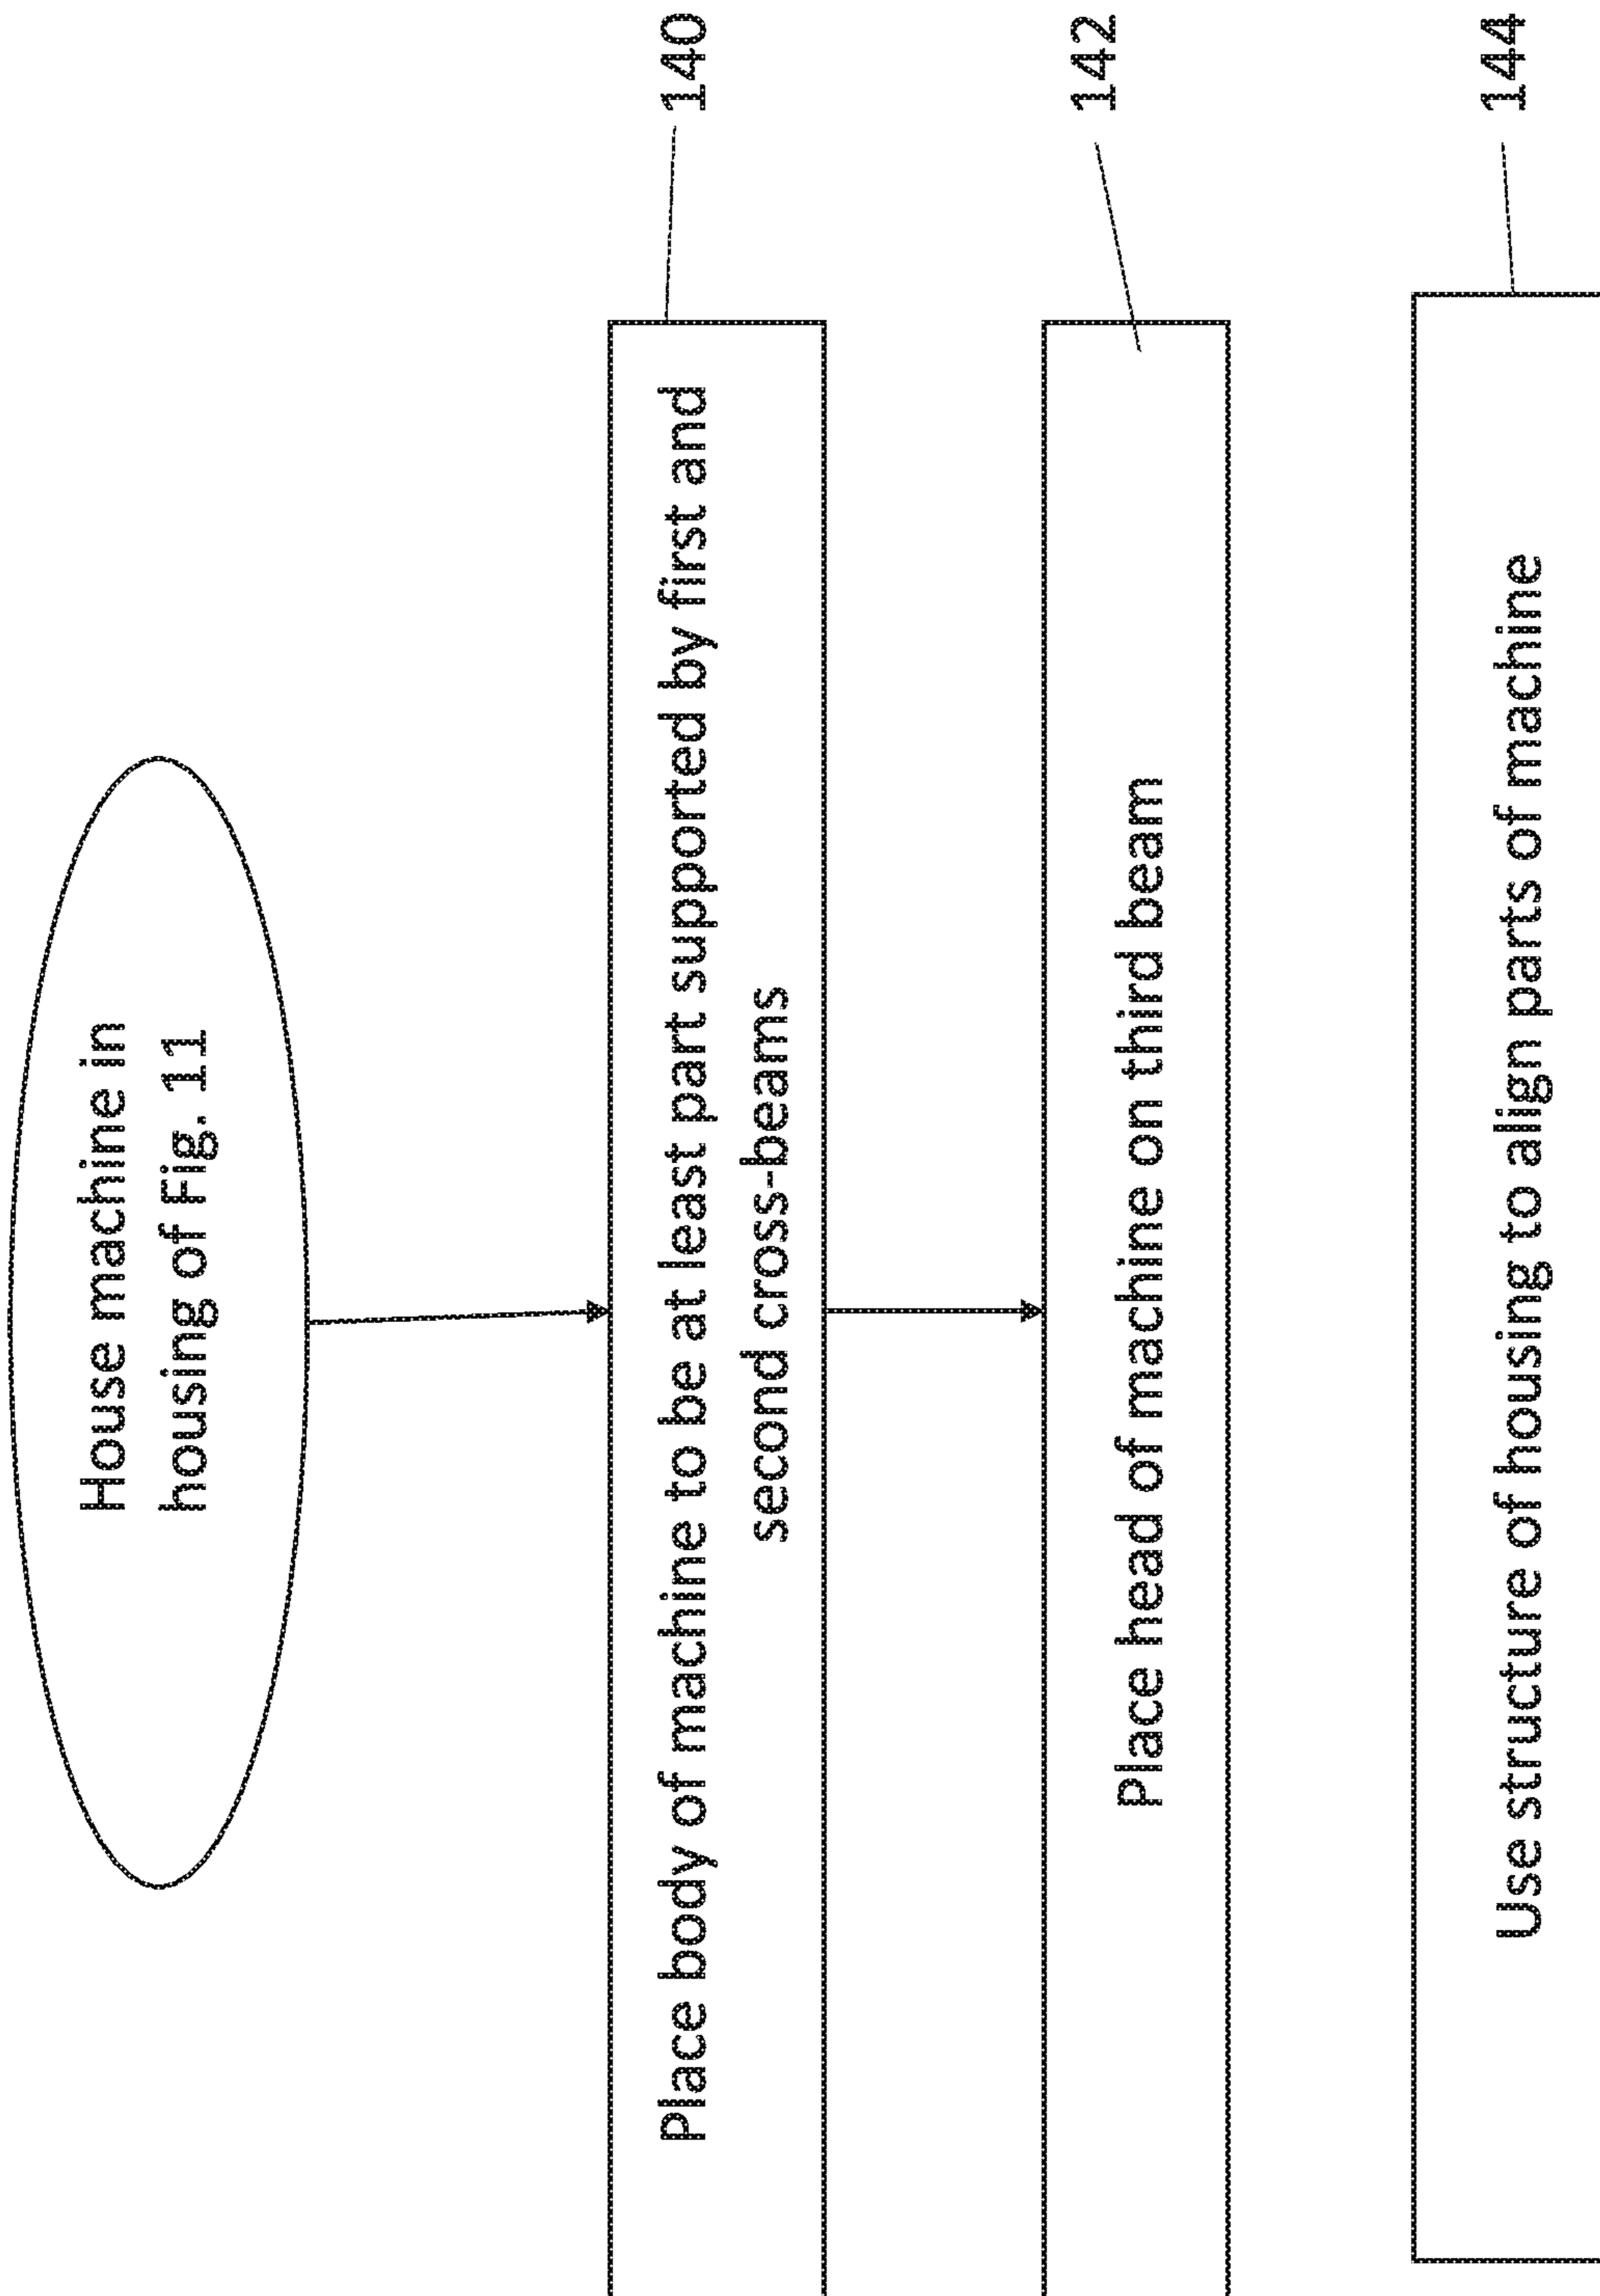 House machine in
housing of Fig. 11
Place body of machine to be at least part supported by first and
second cross-beams
140
Place head of machine on third beam
142
Use structure of housing to align parts of machine
144